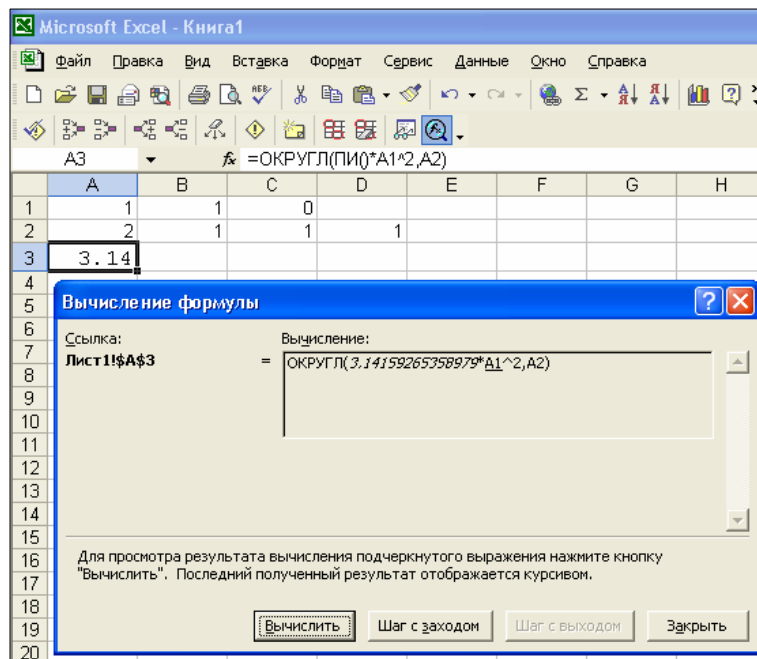 Microsoft Excel - Книга1
Файл Правка Вид Вставка Формат Сервис Данные Окно Справка
A3 fx =ОКРУГЛ(ПИ()*A1^2,A2)
A B C D E F G H
1 1 1 0
2 2 1 1 1
3 3.14
4
5
6
7
8
9
10
11
12
13
14
15
16
17
18
19
20
Вычисление формулы
Ссылка: Вычисление:
Лист1!$A$3 = ОКРУГЛ(3,14159265358979*A1^2,A2)
Для просмотра результата вычисления подчеркнутого выражения нажмите кнопку
"Вычислить". Последний полученный результат отображается курсивом.
Вычислить Шаг с заходом Шаг с выходом Закрыть